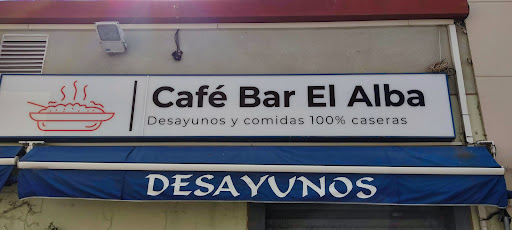 Café Bar El Alba
Desayunos y comidas 100% caseras
DESAYUNOS